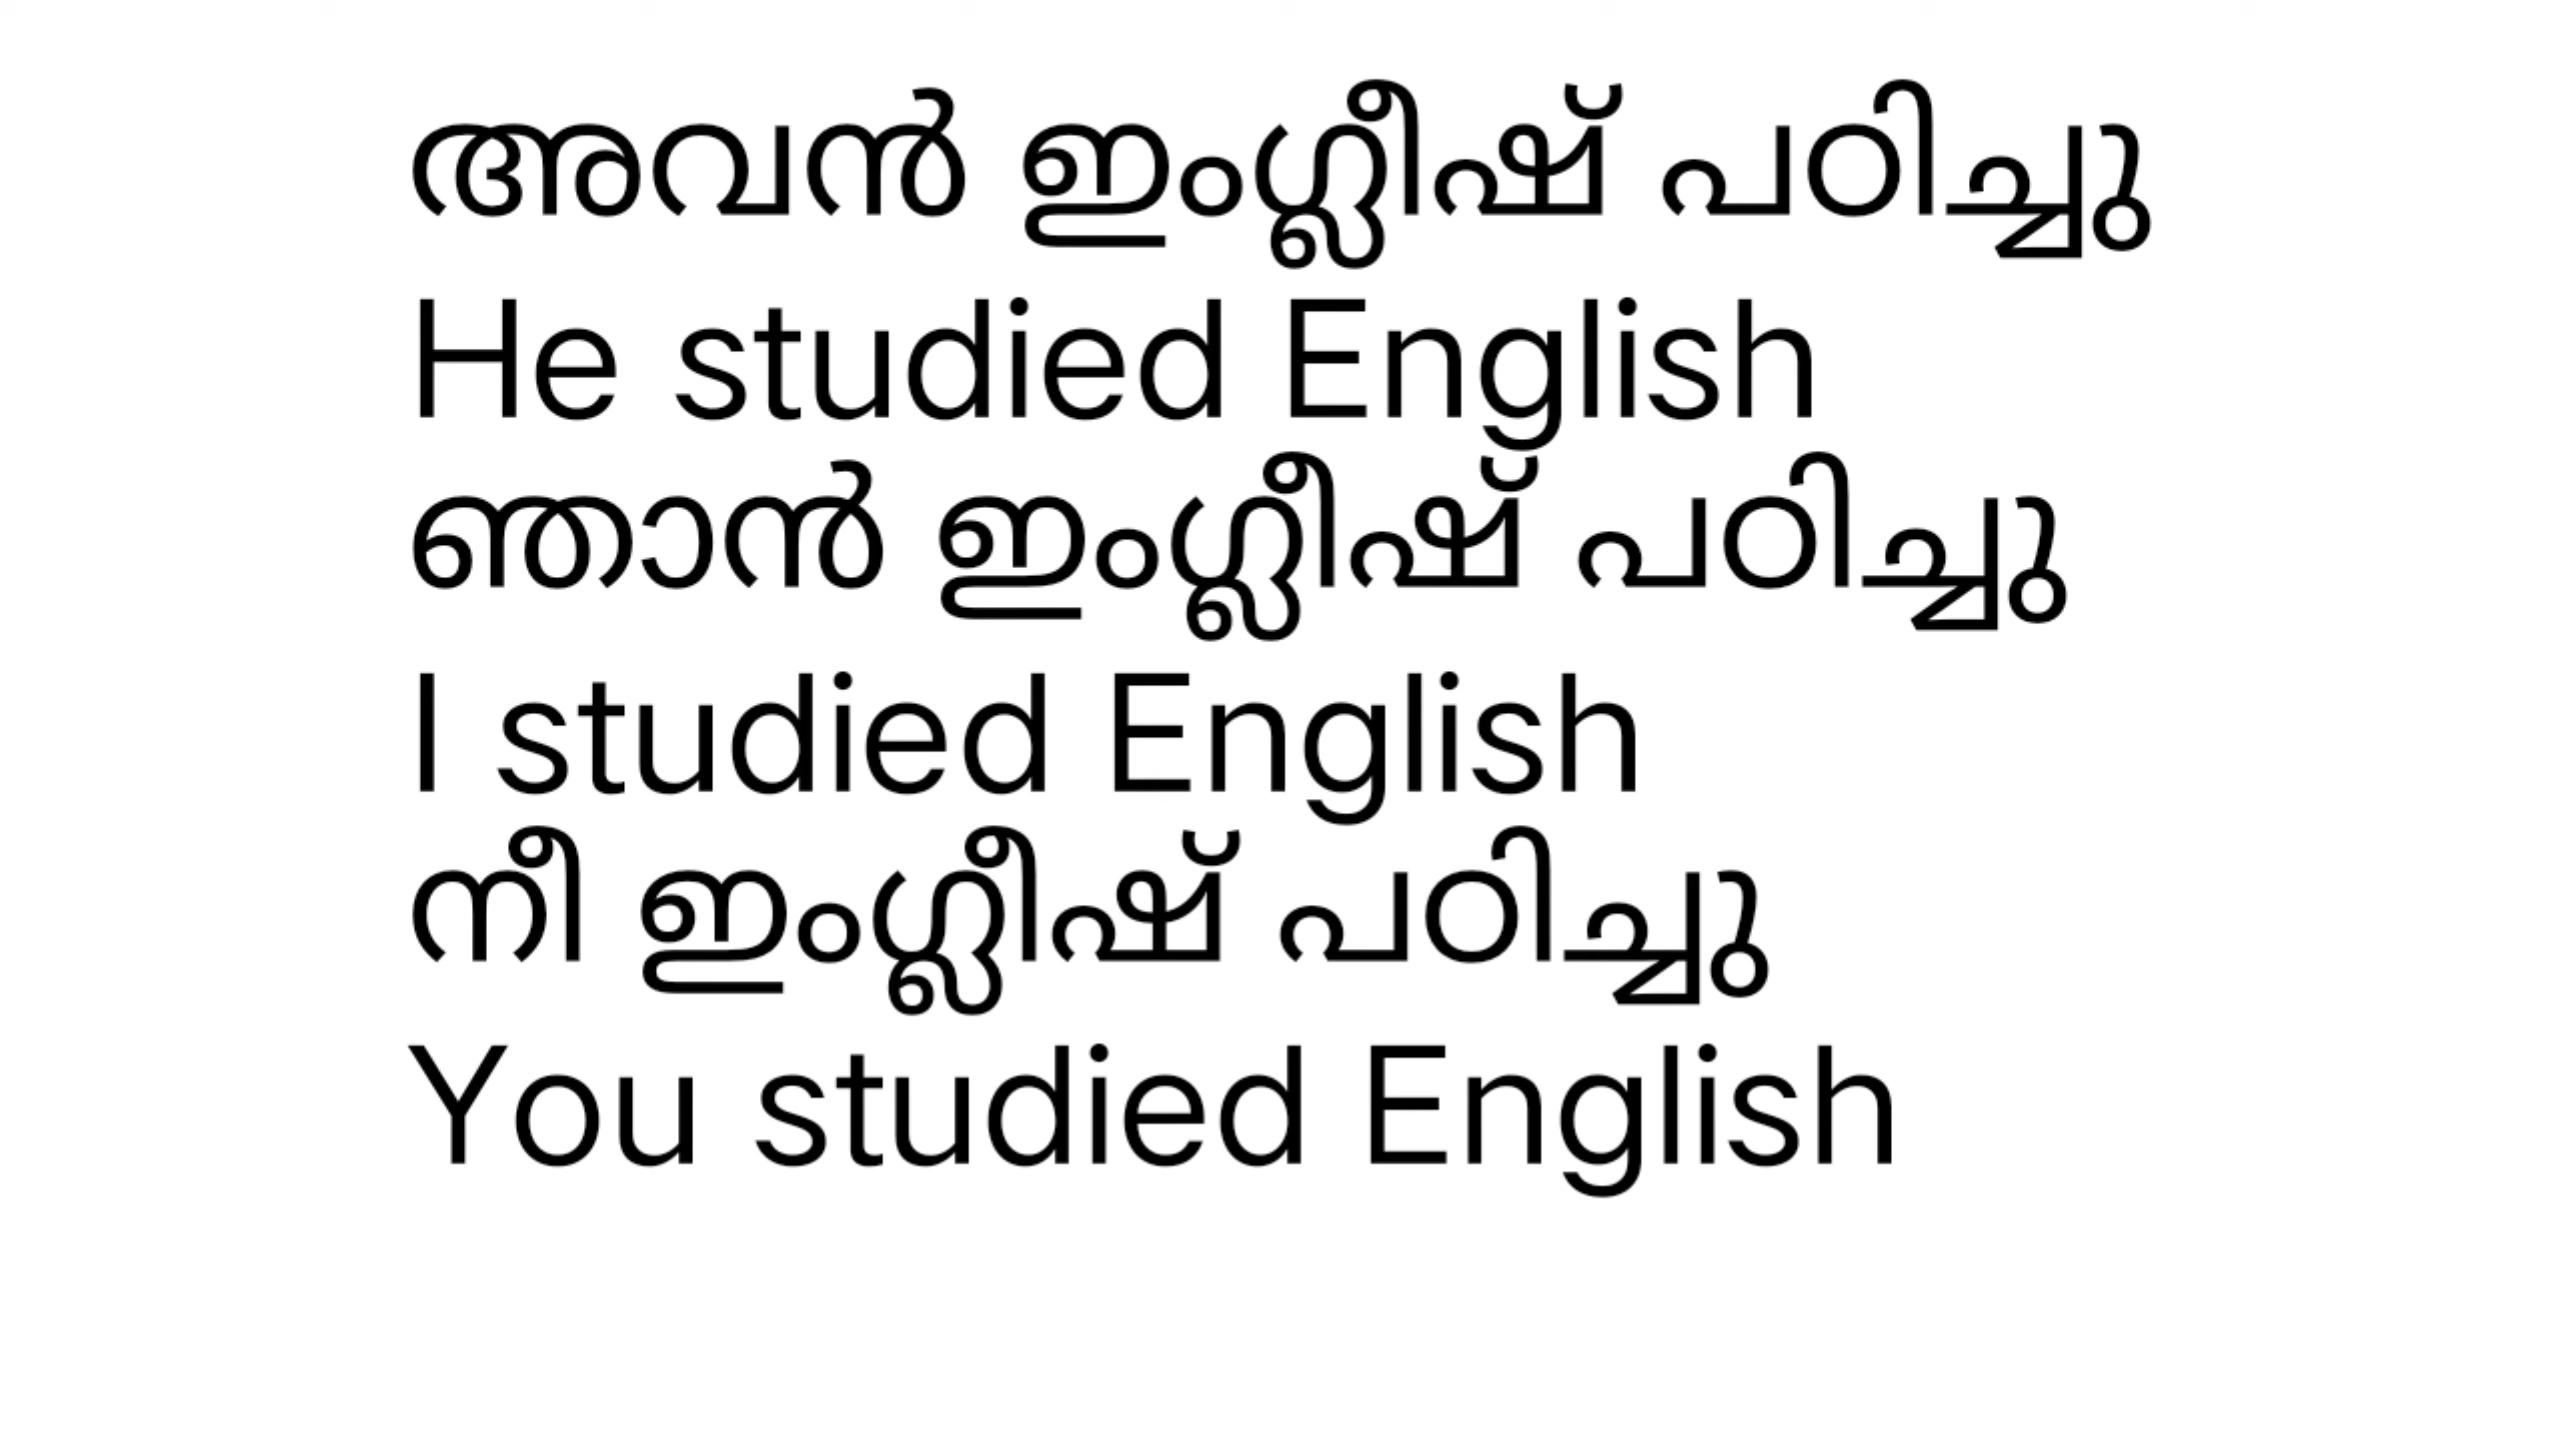 അവൻ ഇംഗ്ലീഷ് പഠിച്ചു
He studied English
ഞാൻ ഇംഗ്ലീഷ് പഠിച്ചു
I studied English
നീ ഇംഗ്ലീഷ് പഠിച്ചു
You studied English